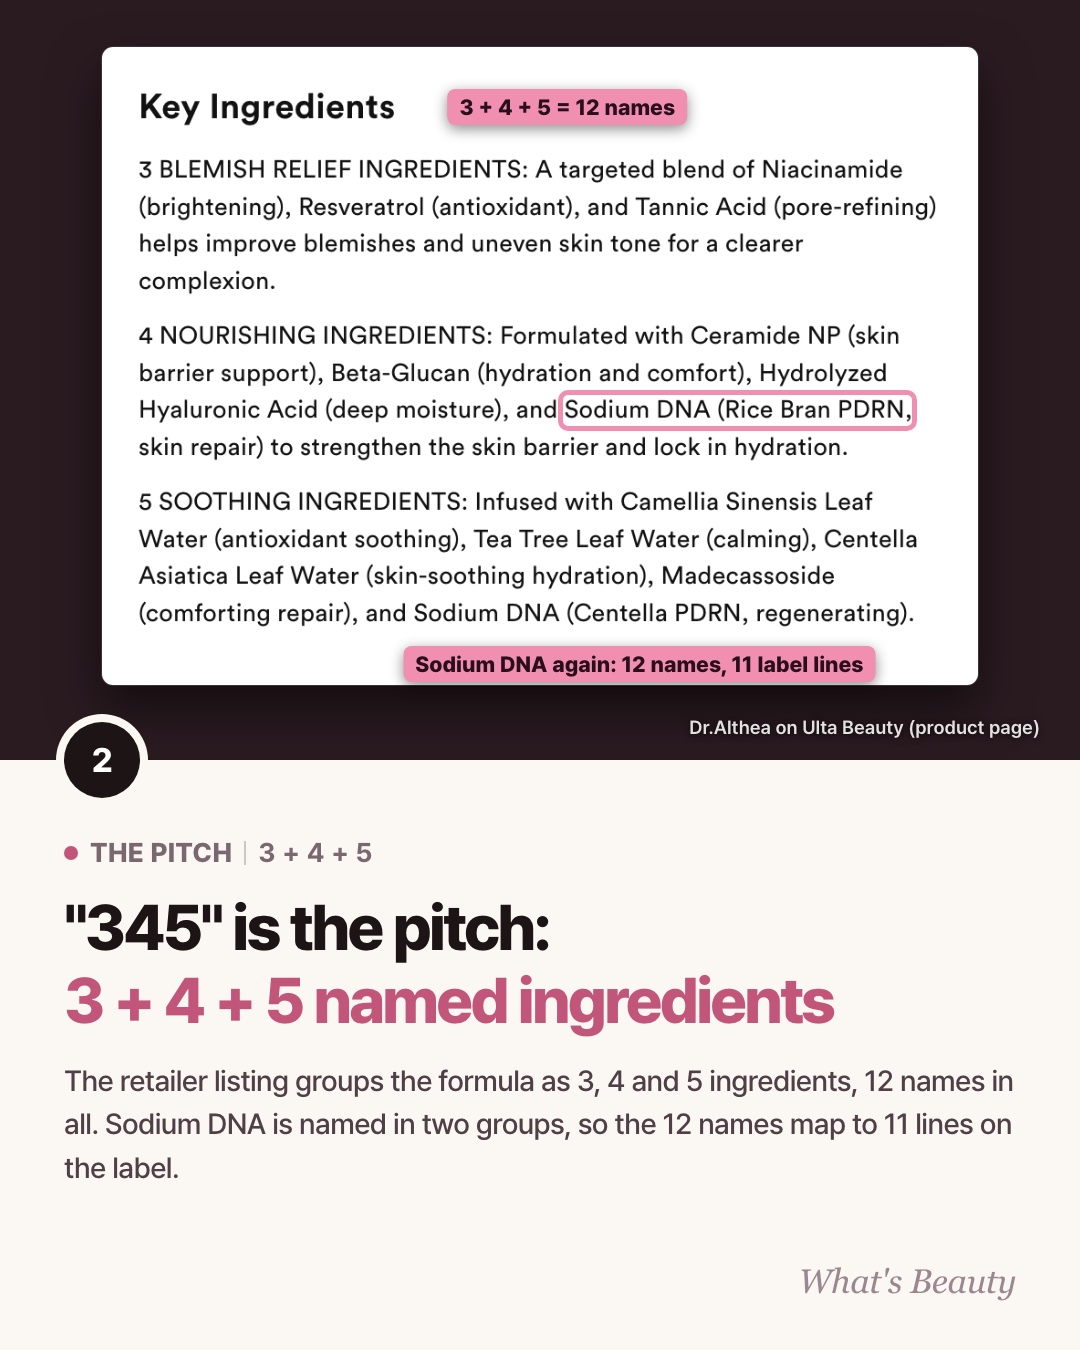 Key Ingredients
3 + 4 + 5 = 12 names
3 BLEMISH RELIEF INGREDIENTS: A targeted blend of Niacinamide
(brightening), Resveratrol (antioxidant), and Tannic Acid (pore-refining)
helps improve blemishes and uneven skin tone for a clearer
complexion.
4 NOURISHING INGREDIENTS: Formulated with Ceramide NP (skin
barrier support), Beta-Glucan (hydration and comfort), Hydrolyzed
Hyaluronic Acid (deep moisture), and Sodium DNA (Rice Bran PDRN,
skin repair) to strengthen the skin barrier and lock in hydration.
5 SOOTHING INGREDIENTS: Infused with Camellia Sinensis Leaf
Water (antioxidant soothing), Tea Tree Leaf Water (calming), Centella
Asiatica Leaf Water (skin-soothing hydration), Madecassoside
(comforting repair), and Sodium DNA (Centella PDRN, regenerating).
Sodium DNA again: 12 names, 11 label lines
Dr.Althea on Ulta Beauty (product page)
2
THE PITCH | 3 + 4 + 5
"345" is the pitch:
3 + 4 + 5 named ingredients
The retailer listing groups the formula as 3, 4 and 5 ingredients, 12 names in
all. Sodium DNA is named in two groups, so the 12 names map to 11 lines on
the label.
What's Beauty